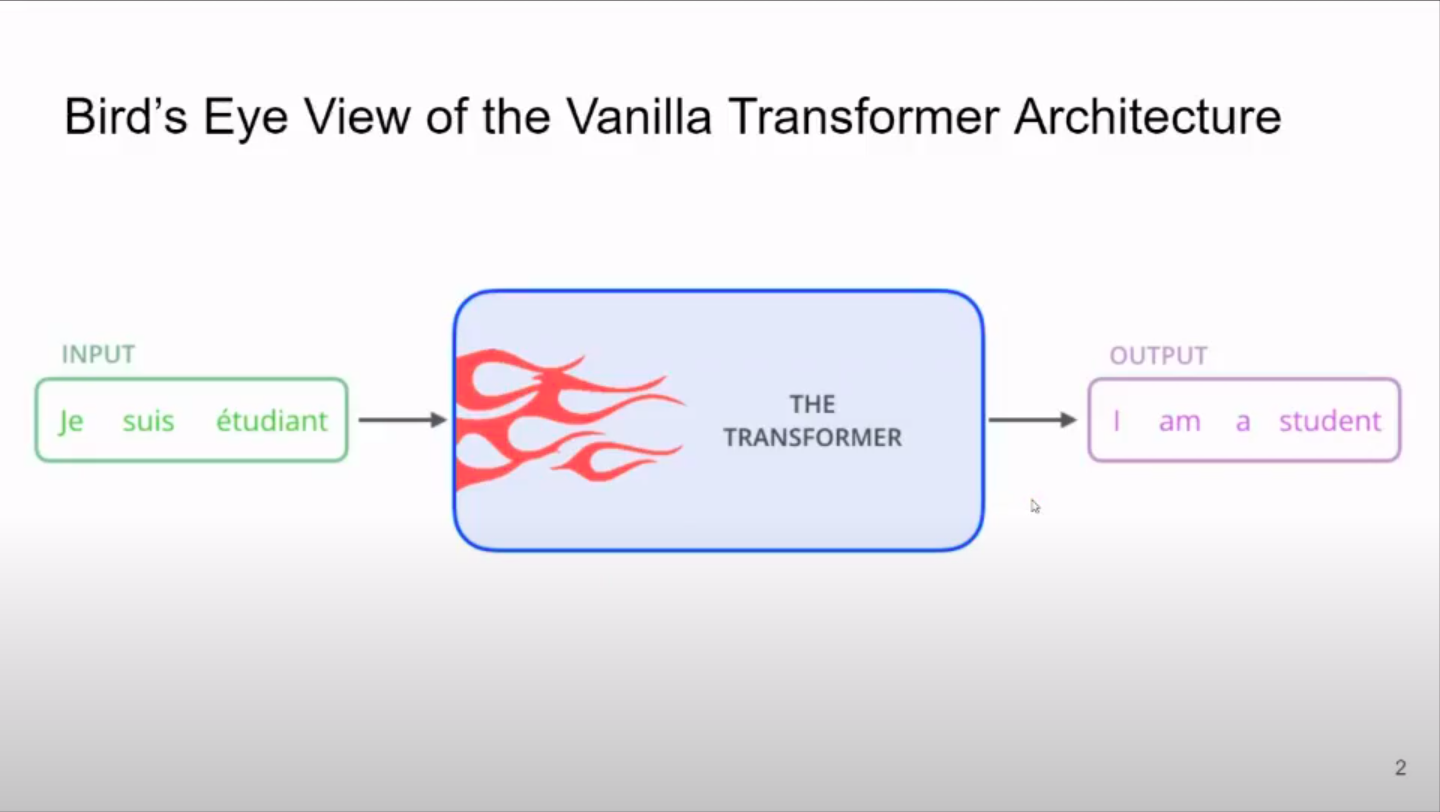 Bird’s Eye View of the Vanilla Transformer Architecture
INPUT
Je suis étudiant
THE
TRANSFORMER
OUTPUT
I am a student
2